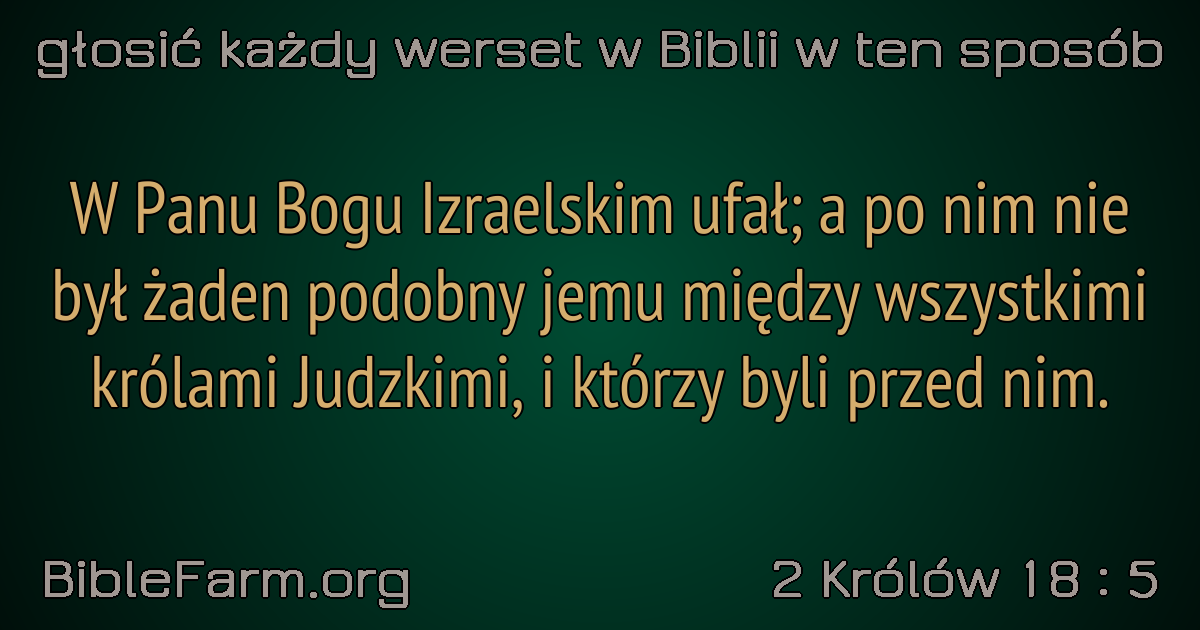 głosić każdy werset w Biblii w ten sposób
W Panu Bogu Izraelskim ufał; a po nim nie
był żaden podobny jemu między wszystkimi
królami Judzkimi, i którzy byli przed nim.
BibleFarm.org
2 Królów 18 : 5